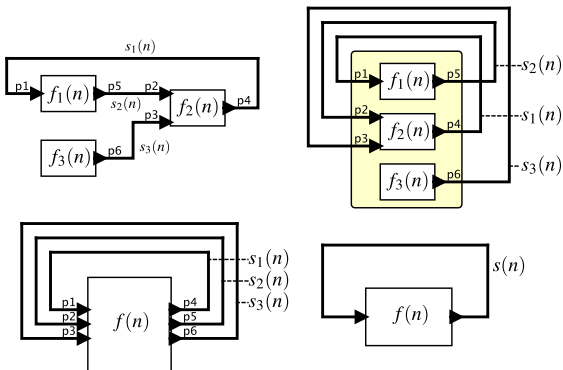 s₁(n)
p1 f₁(n) p5 p2 f₂(n) p4
s₂(n) p3
f₃(n) p6 s₃(n)
p1 f₁(n) p5 s₂(n)
p2 f₂(n) p4 s₁(n)
p3
f₃(n) p6 s₃(n)
s₁(n)
s₂(n)
s₃(n)
p1 p4
p2 f(n) p5
p3 p6
s(n)
f(n)